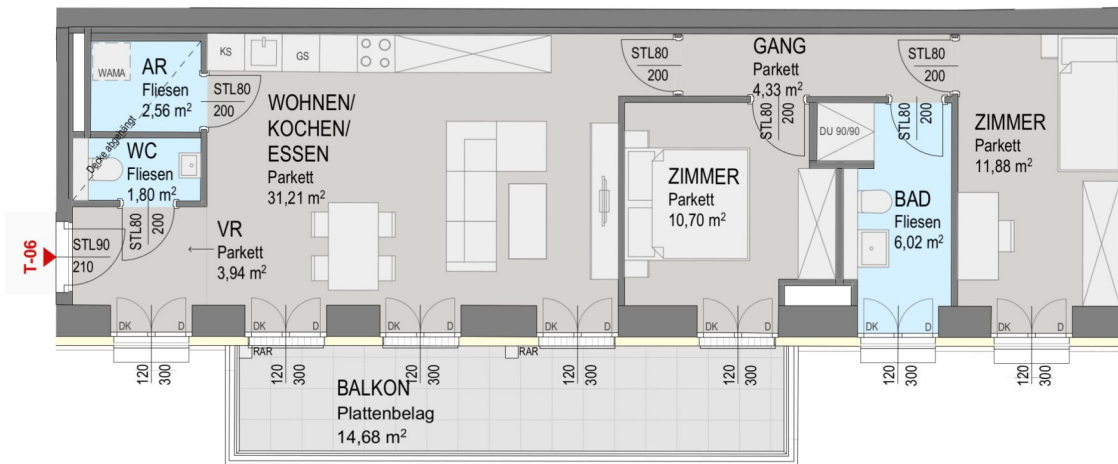 KS
GS
GANG
Parkett
4,33 m²
STL80
200
STL80
200
WAMA
AR
Fliesen
2,56 m²
STL80
200
WOHNEN/
KOCHEN/
ESSEN
Parkett
31,21 m²
STL80
200
DU 90/90
STL80
200
ZIMMER
Parkett
11,88 m²
Decke abgehängt
WC
Fliesen
1,80 m²
ZIMMER
Parkett
10,70 m²
BAD
Fliesen
6,02 m²
STL80
200
T-06
STL90
210
VR
Parkett
3,94 m²
DK D
DK D
DK D
DK D
DK D
DK D
DK D
RAR
RAR
120
300
120
300
120
300
120
300
120
300
120
300
120
300
BALKON
Plattenbelag
14,68 m²